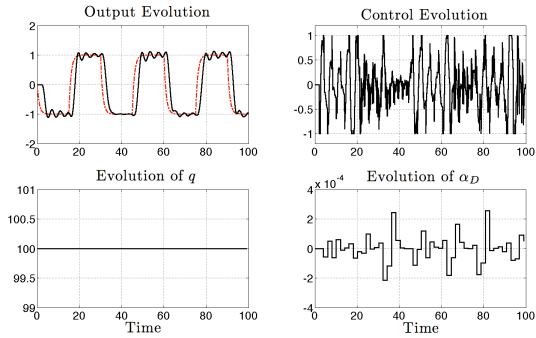 Output Evolution
2
1
0
-1
-2
0 20 40 60 80 100
Control Evolution
1
0.5
0
-0.5
-1
0 20 40 60 80 100
Evolution of q
101
100.5
100
99.5
99
0 20 40 60 80 100
Time
Evolution of α_D
x 10^-4
4
2
0
-2
-4
0 20 40 60 80 100
Time